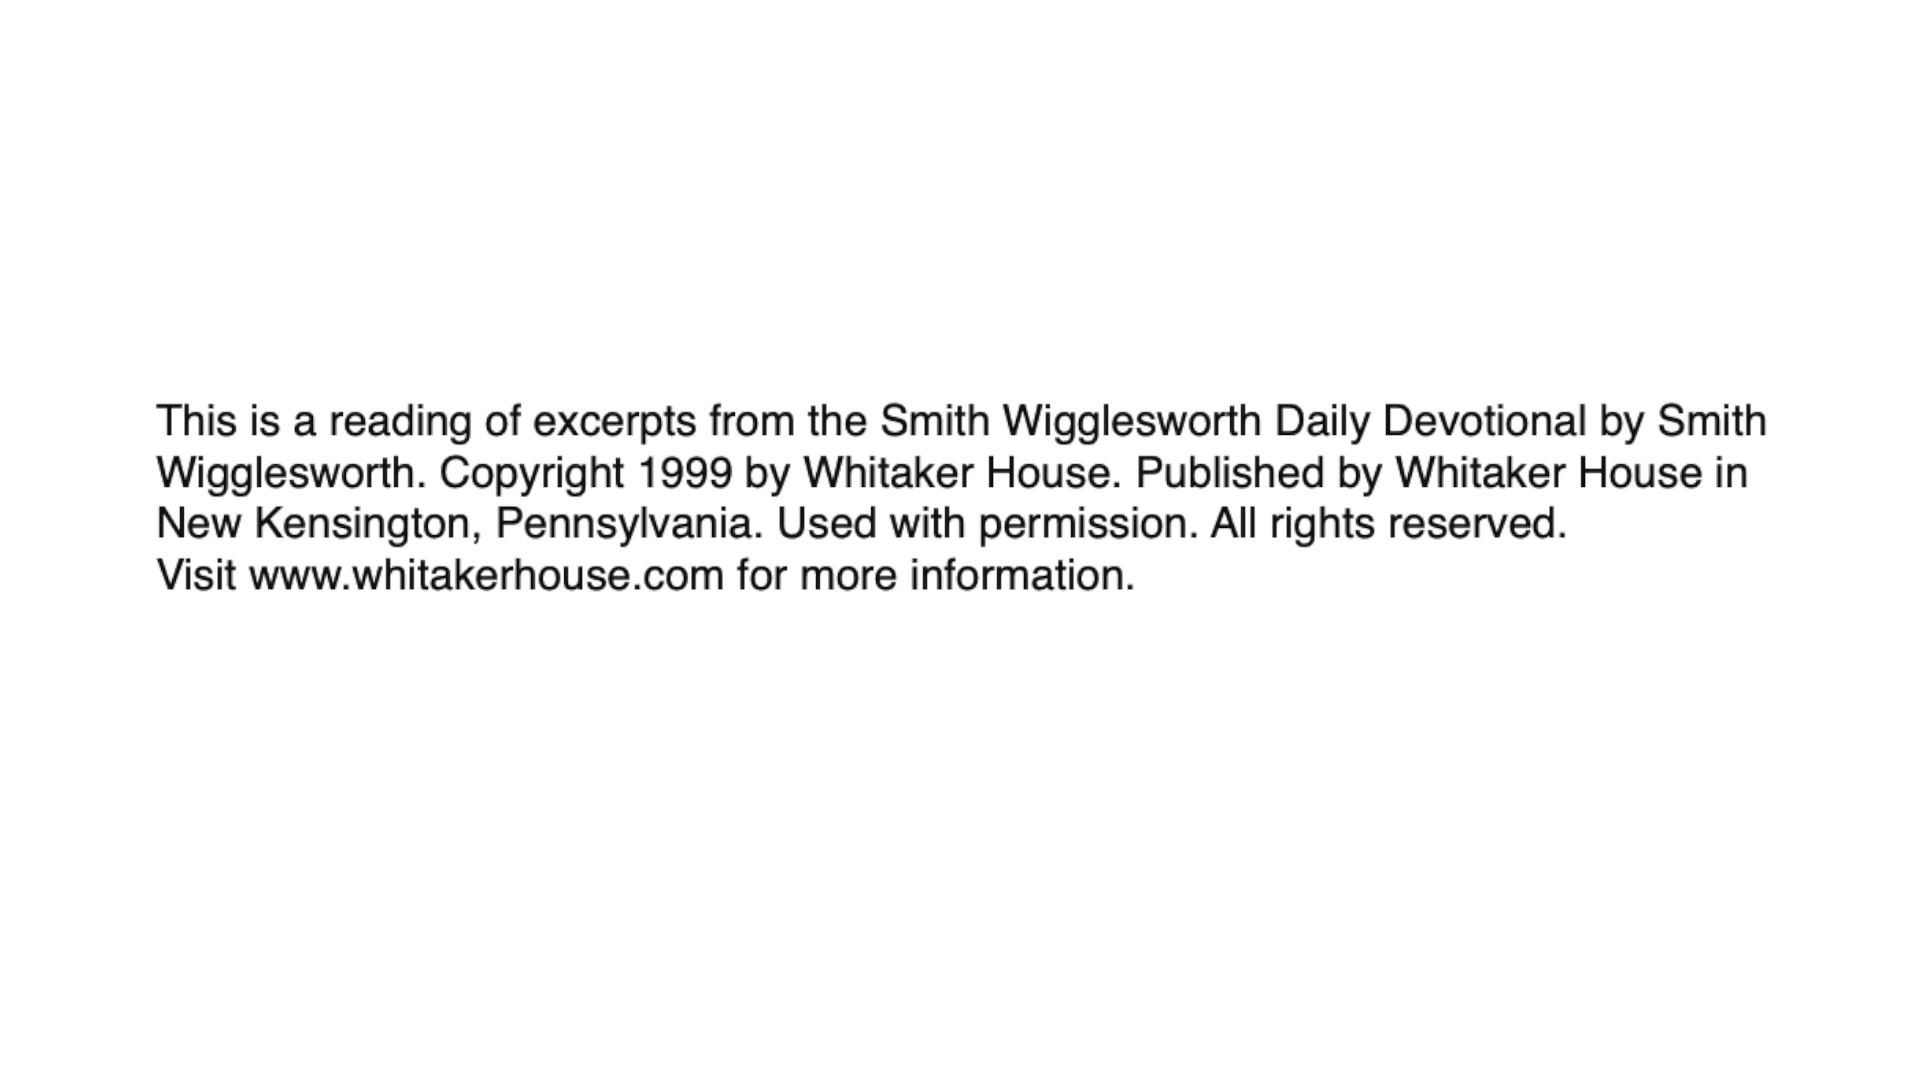 This is a reading of excerpts from the Smith Wigglesworth Daily Devotional by Smith
Wigglesworth. Copyright 1999 by Whitaker House. Published by Whitaker House in
New Kensington, Pennsylvania. Used with permission. All rights reserved.
Visit www.whitakerhouse.com for more information.